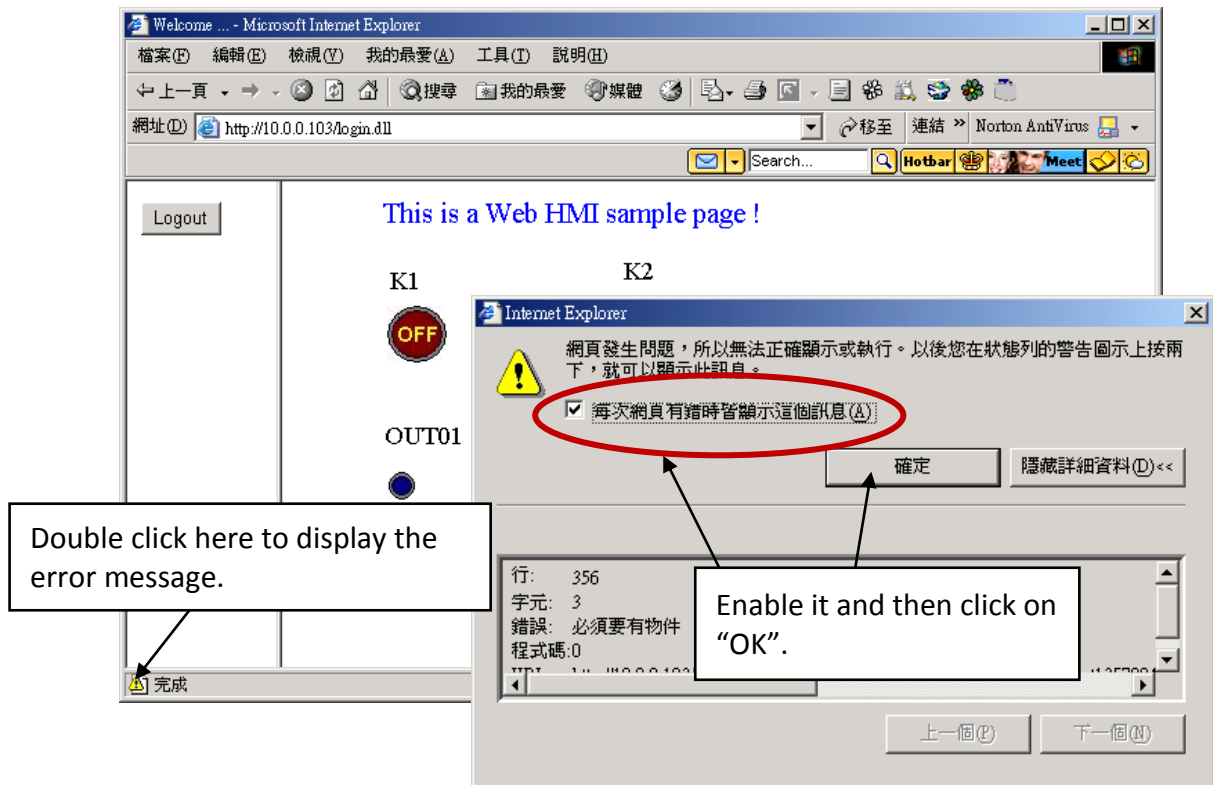 Welcome ... - Microsoft Internet Explorer
檔案(F) 編輯(E) 檢視(V) 我的最愛(A) 工具(T) 說明(H)
上一頁 搜尋 我的最愛 媒體
網址(D) http://10.0.0.103/login.dll 移至 連結 » Norton AntiVirus
Search... Hotbar Meet
Logout
This is a Web HMI sample page !
K1 K2
OFF
OUT01
Internet Explorer
網頁發生問題，所以無法正確顯示或執行。以後您在狀態列的警告圖示上按兩
下，就可以顯示此訊息。
每次網頁有錯時皆顯示這個訊息(A)
確定 隱藏詳細資料(D)<<
Double click here to display the
error message.
行: 356
字元: 3
錯誤: 必須要有物件
程式碼:0
Enable it and then click on
“OK”.
完成
上一個(P) 下一個(N)